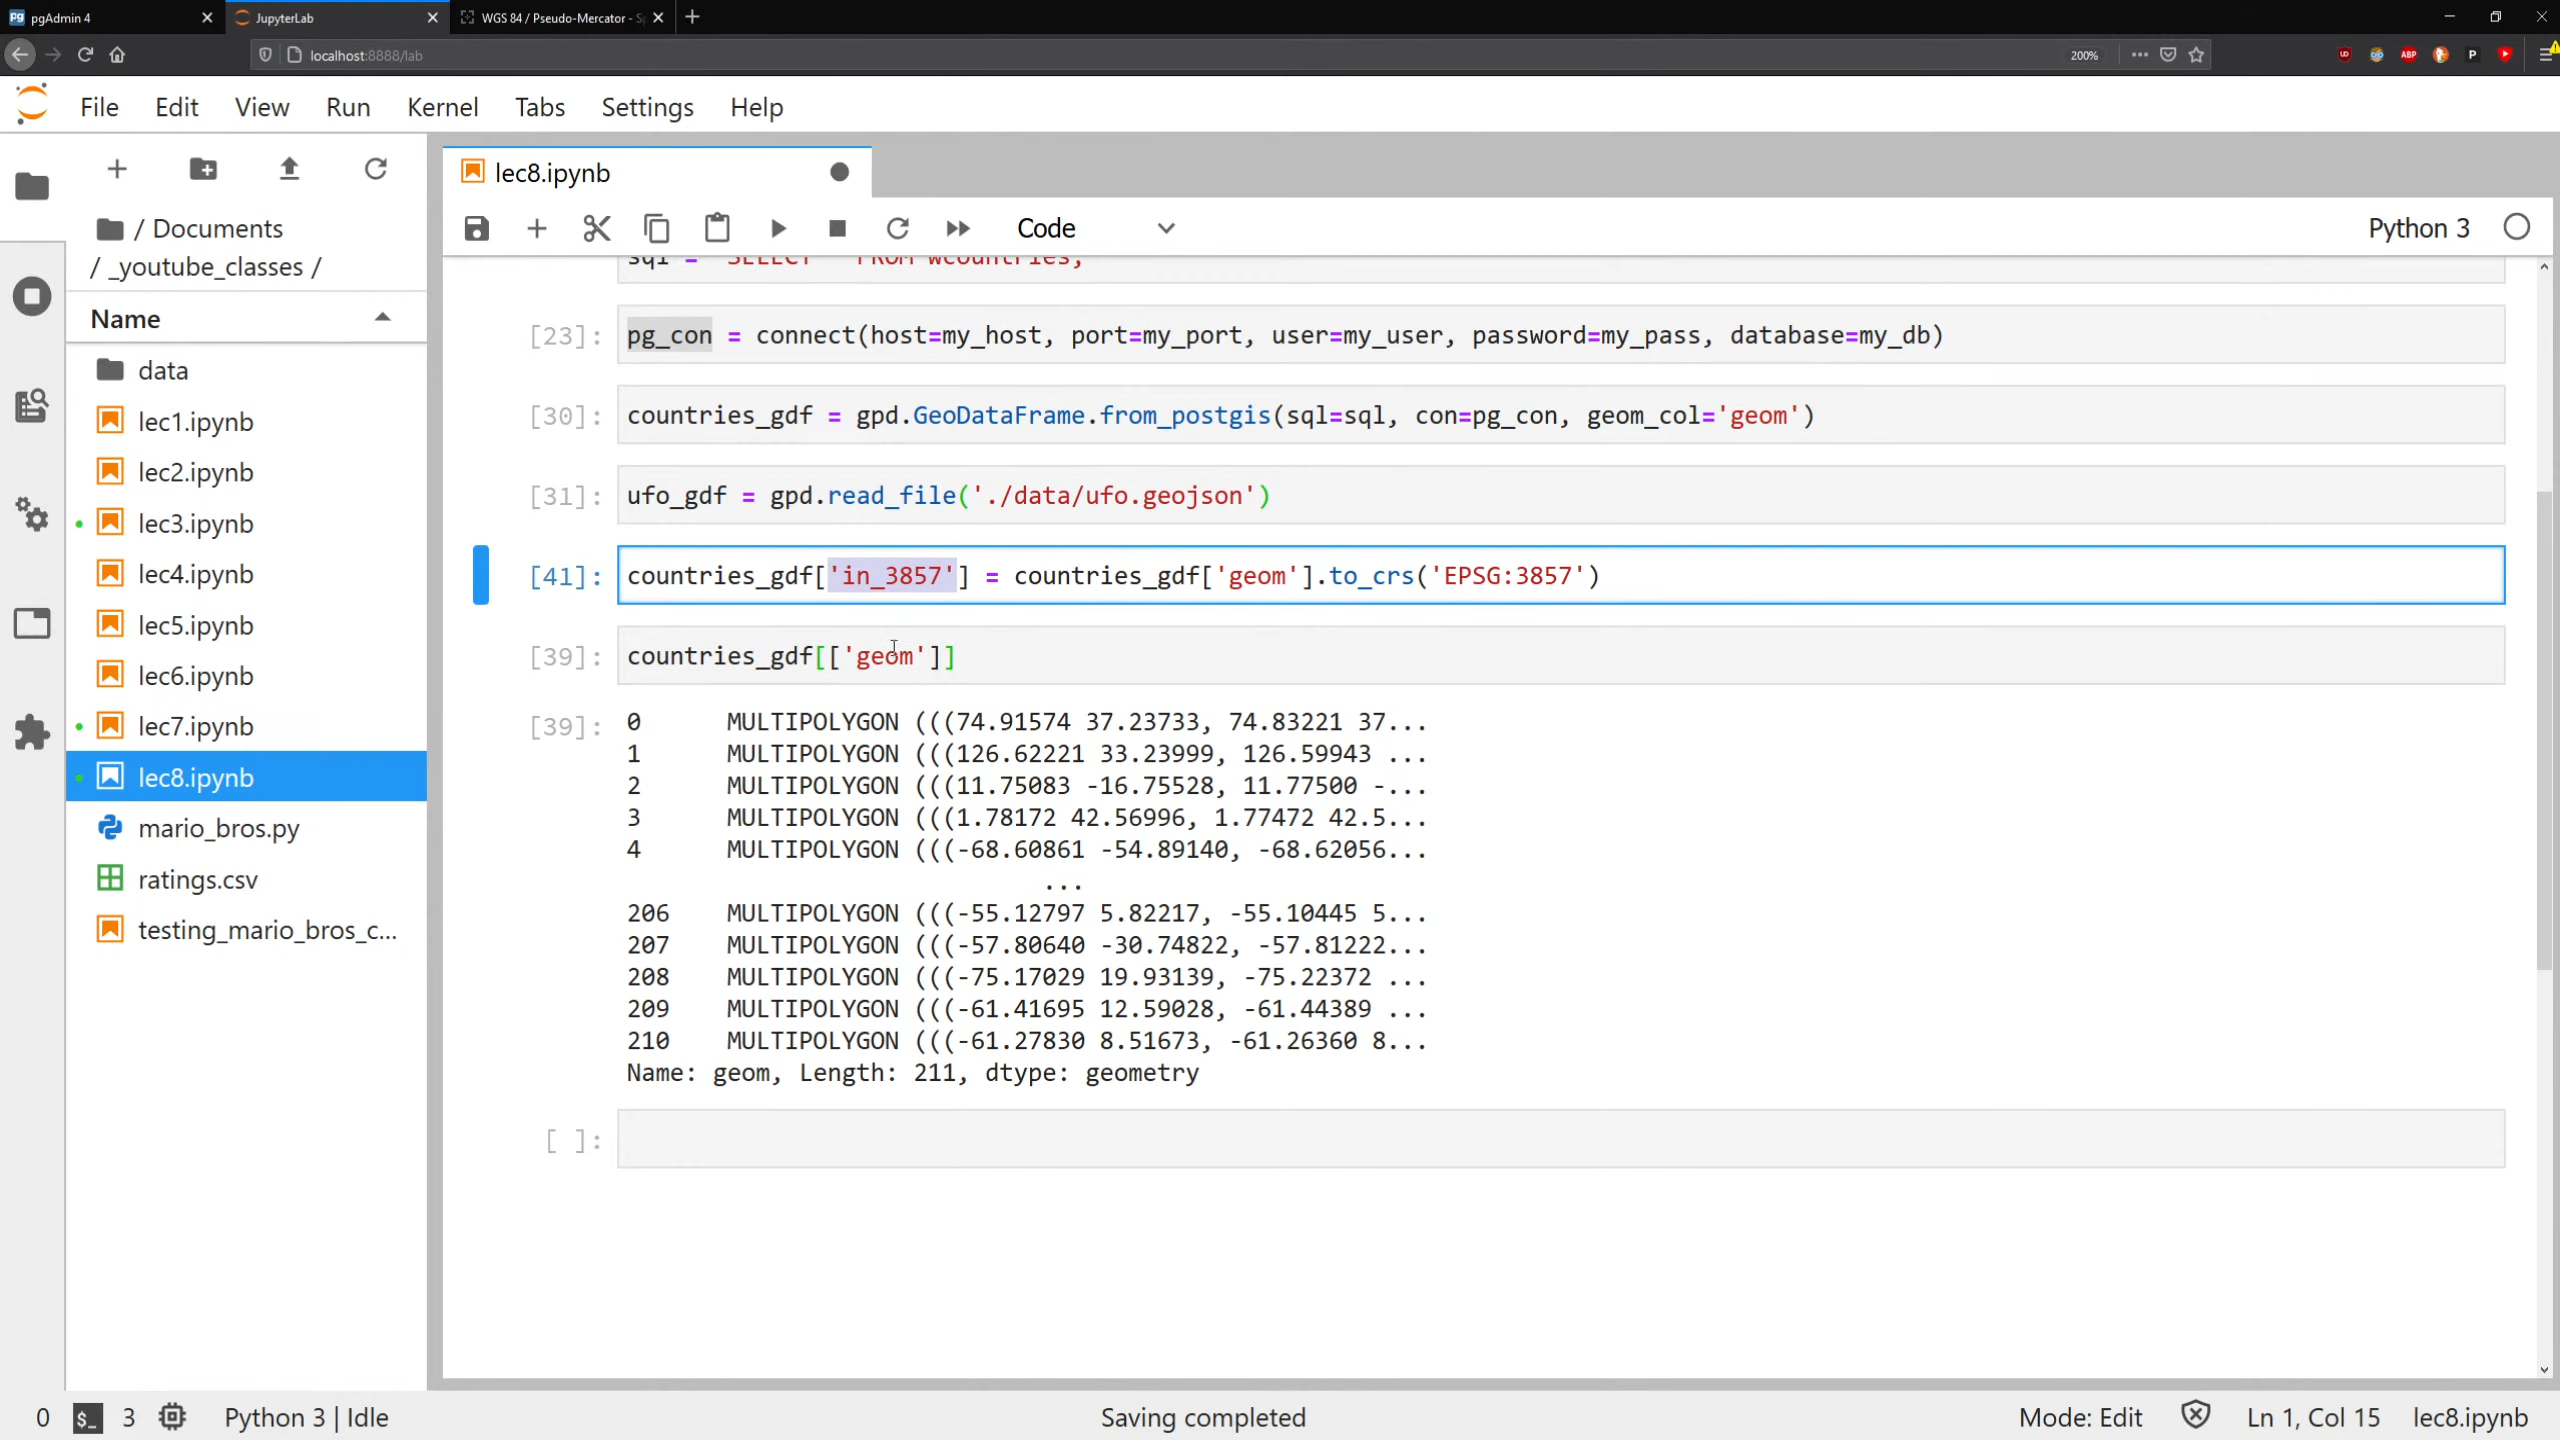 pgAdmin 4
JupyterLab
WGS 84 / Pseudo-Mercator - Sp
localhost:8888/lab
200%
File Edit View Run Kernel Tabs Settings Help
/ Documents
/ _youtube_classes /
Name
data
lec1.ipynb
lec2.ipynb
lec3.ipynb
lec4.ipynb
lec5.ipynb
lec6.ipynb
lec7.ipynb
lec8.ipynb
mario_bros.py
ratings.csv
testing_mario_bros_c...
lec8.ipynb
Code
Python 3
[23]: pg_con = connect(host=my_host, port=my_port, user=my_user, password=my_pass, database=my_db)
[30]: countries_gdf = gpd.GeoDataFrame.from_postgis(sql=sql, con=pg_con, geom_col='geom')
[31]: ufo_gdf = gpd.read_file('./data/ufo.geojson')
[41]: countries_gdf['in_3857'] = countries_gdf['geom'].to_crs('EPSG:3857')
[39]: countries_gdf[['geom']]
[39]: 0 MULTIPOLYGON (((74.91574 37.23733, 74.83221 37...
1 MULTIPOLYGON (((126.62221 33.23999, 126.59943 ...
2 MULTIPOLYGON (((11.75083 -16.75528, 11.77500 -...
3 MULTIPOLYGON (((1.78172 42.56996, 1.77472 42.5...
4 MULTIPOLYGON (((-68.60861 -54.89140, -68.62056...
...
206 MULTIPOLYGON (((-55.12797 5.82217, -55.10445 5...
207 MULTIPOLYGON (((-57.80640 -30.74822, -57.81222...
208 MULTIPOLYGON (((-75.17029 19.93139, -75.22372 ...
209 MULTIPOLYGON (((-61.41695 12.59028, -61.44389 ...
210 MULTIPOLYGON (((-61.27830 8.51673, -61.26360 8...
Name: geom, Length: 211, dtype: geometry
[ ]:
0 $_ 3 Python 3 | Idle
Saving completed
Mode: Edit Ln 1, Col 15 lec8.ipynb